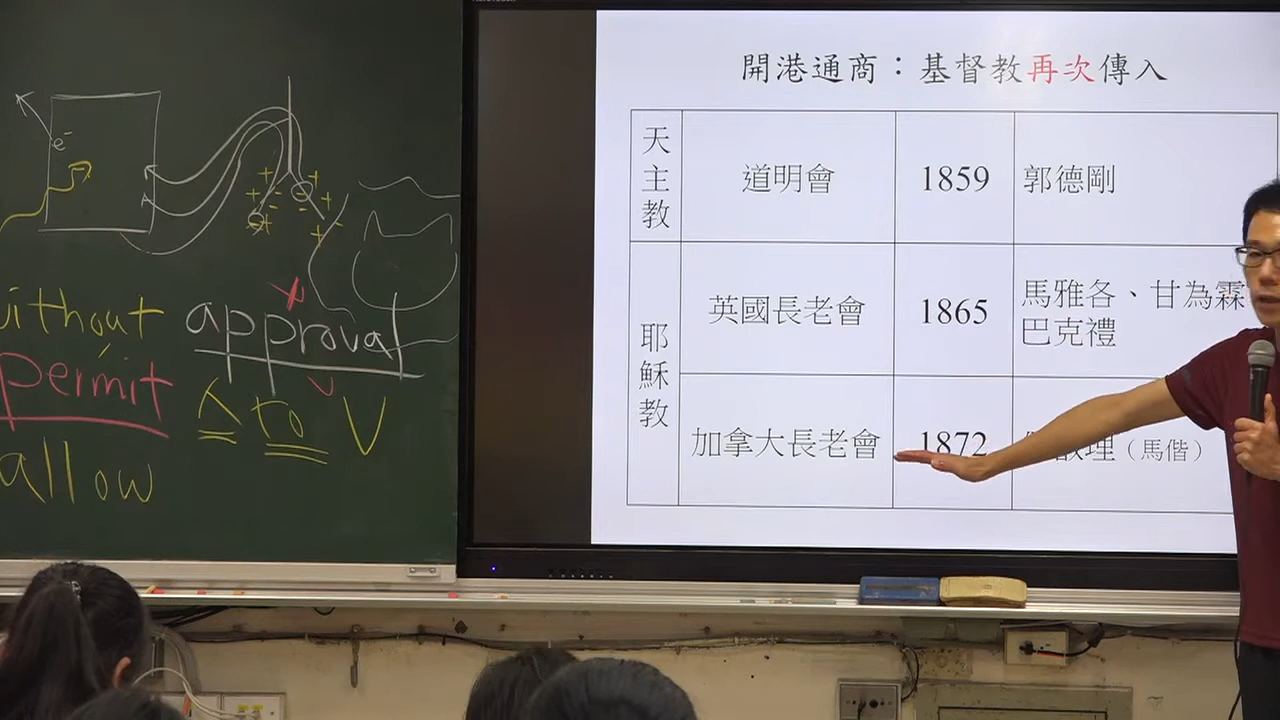 e⁻
without
permit
allow
approval
人 to V
開港通商：基督教再次傳入
天主教
道明會
1859
郭德剛
耶穌教
英國長老會
1865
馬雅各、甘為霖
巴克禮
加拿大長老會
1872
理（馬偕）